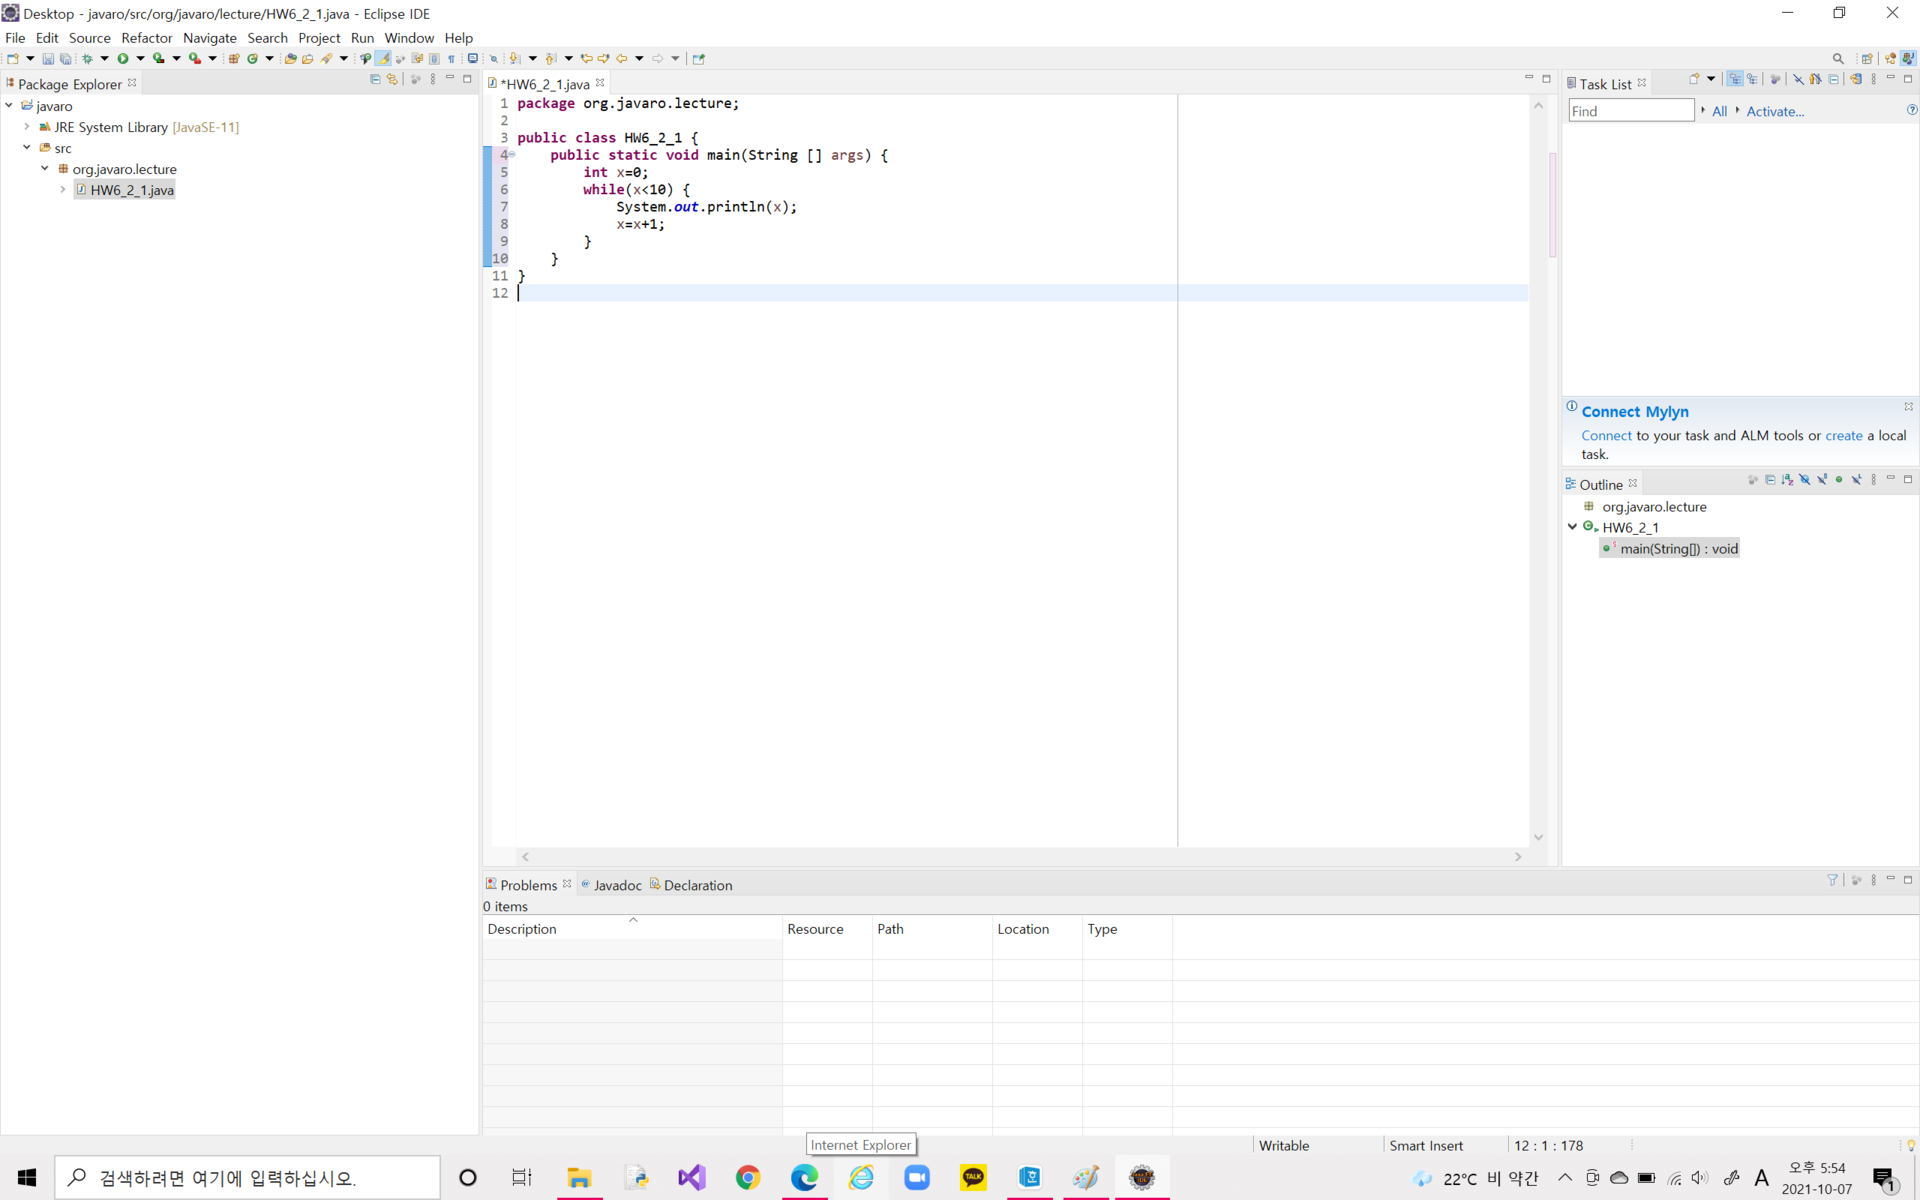 Desktop - javaro/src/org/javaro/lecture/HW6_2_1.java - Eclipse IDE
File Edit Source Refactor Navigate Search Project Run Window Help
Package Explorer
javaro
JRE System Library [JavaSE-11]
src
org.javaro.lecture
HW6_2_1.java
*HW6_2_1.java
1 package org.javaro.lecture;
2
3 public class HW6_2_1 {
4 public static void main(String [] args) {
5 int x=0;
6 while(x<10) {
7 System.out.println(x);
8 x=x+1;
9 }
10 }
11 }
12
Task List
Find All Activate...
Connect Mylyn
Connect to your task and ALM tools or create a local
task.
Outline
org.javaro.lecture
HW6_2_1
main(String[]) : void
Problems Javadoc Declaration
0 items
Description Resource Path Location Type
Internet Explorer
Writable Smart Insert 12 : 1 : 178
검색하려면 여기에 입력하십시오.
TALK
22°C 비 약간
A
오후 5:54
2021-10-07
1